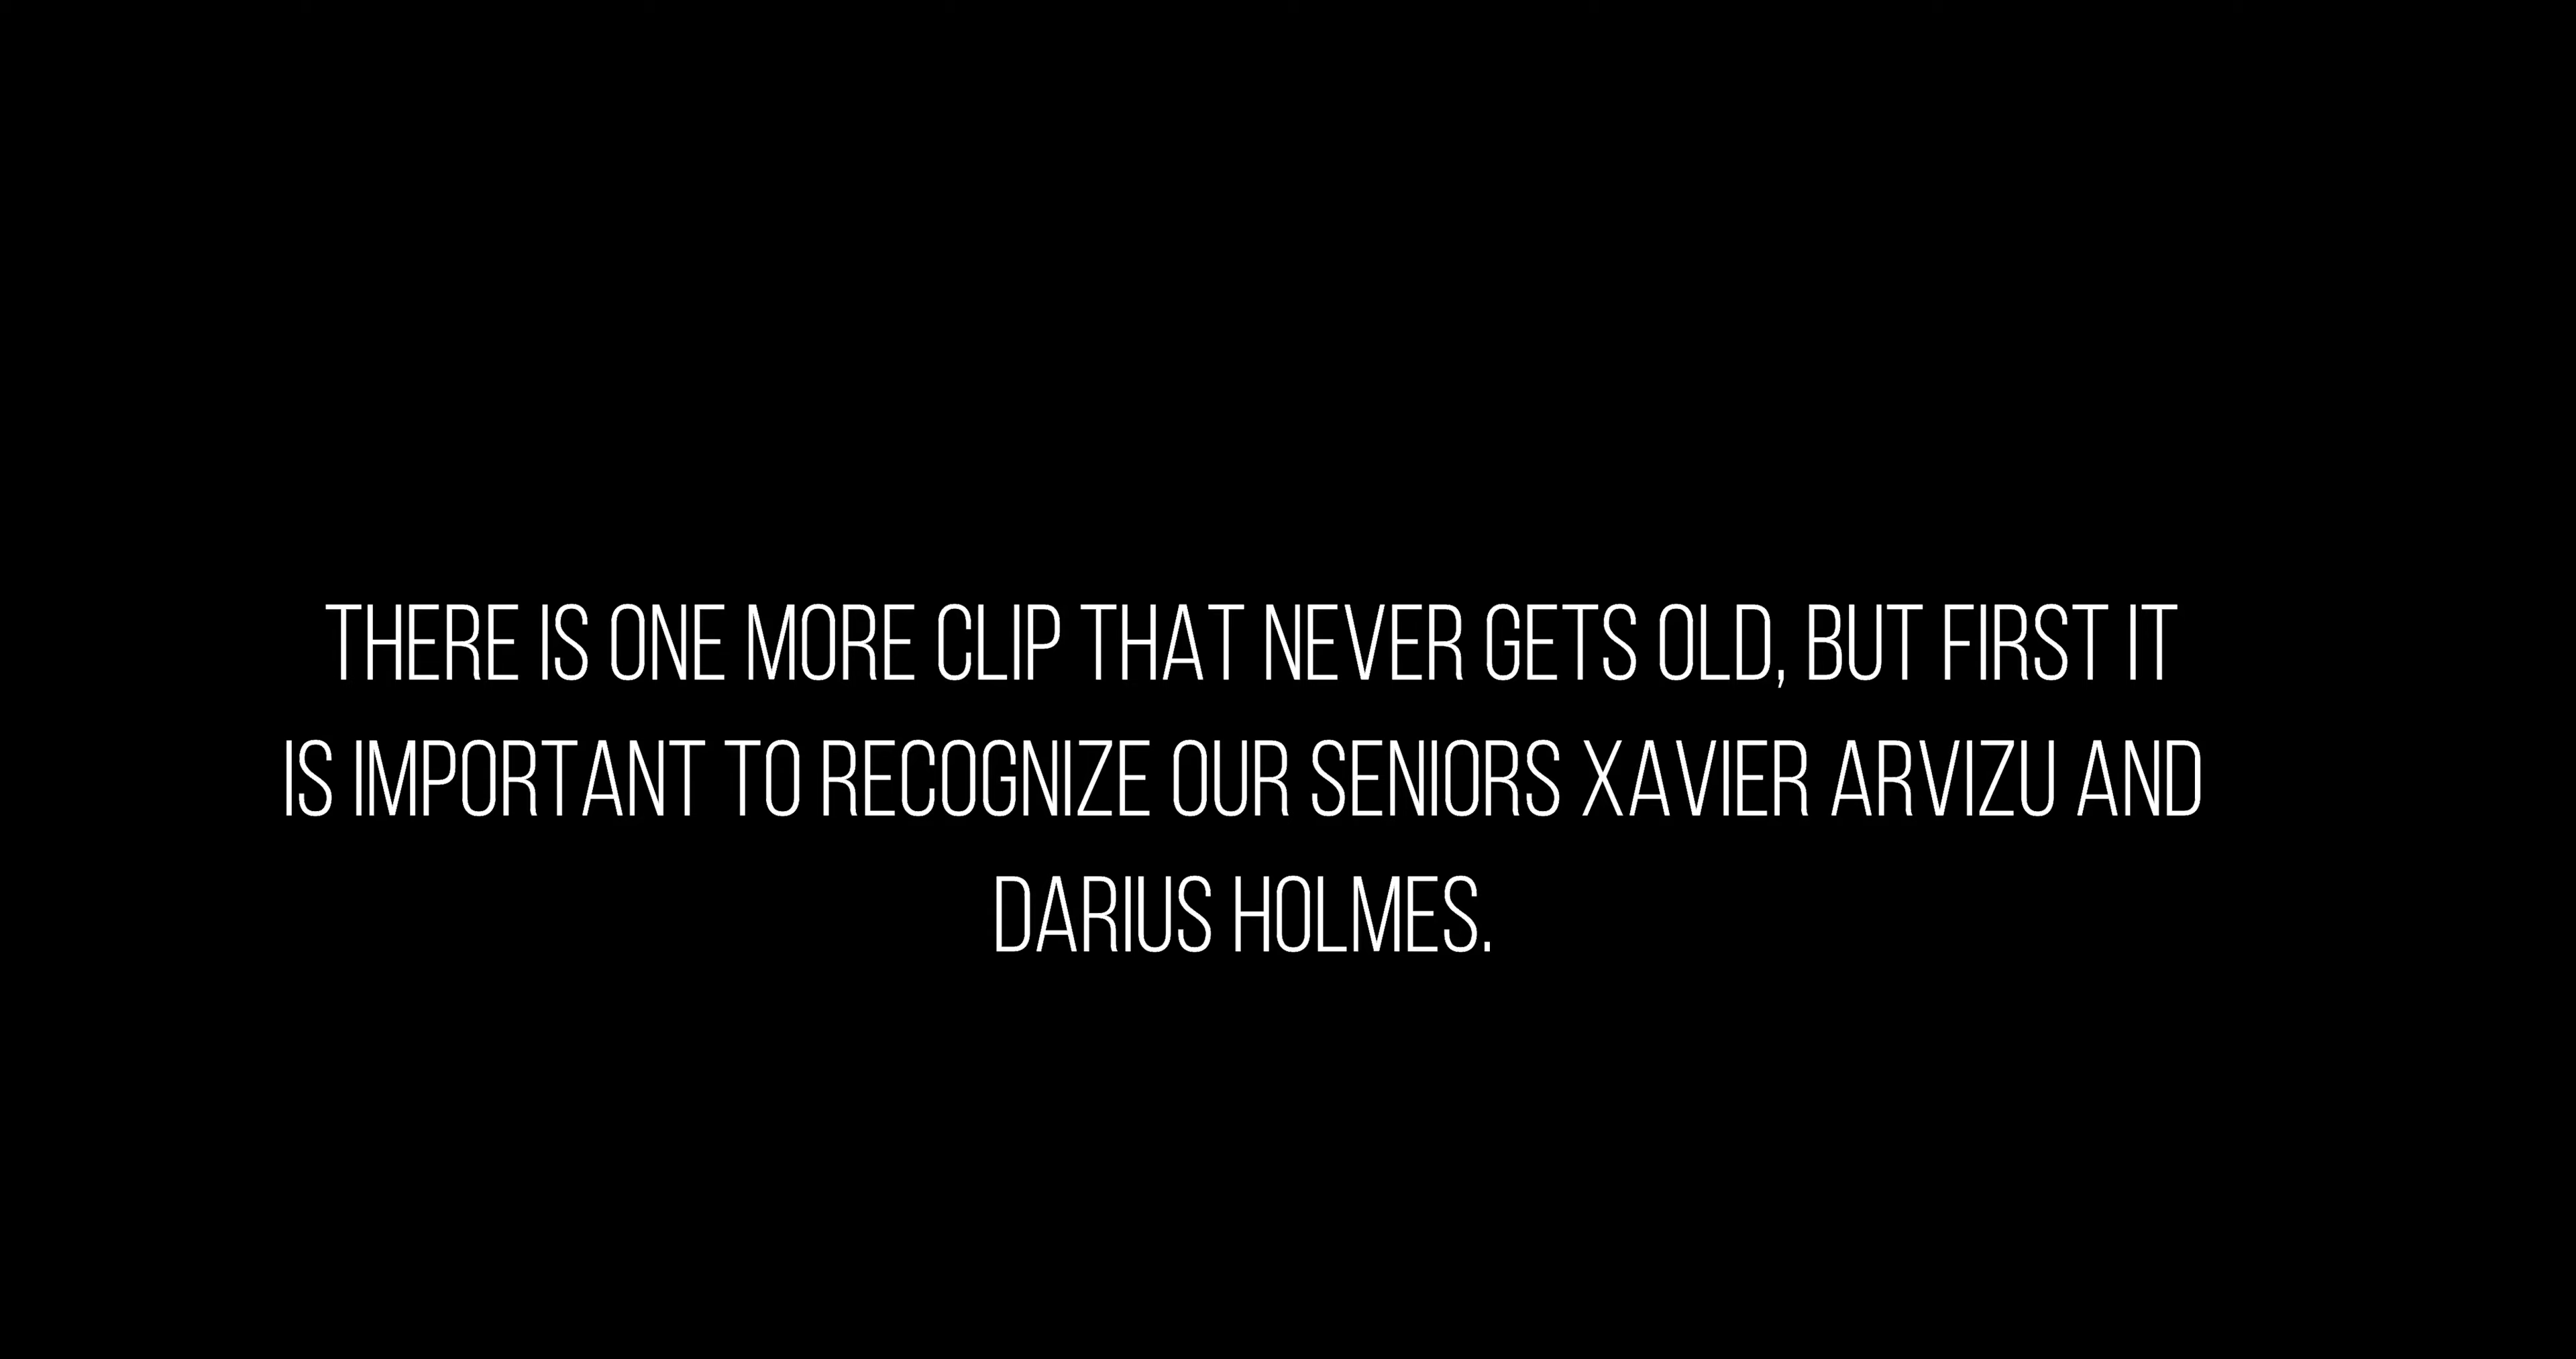 THERE IS ONE MORE CLIP THAT NEVER GETS OLD, BUT FIRST IT
IS IMPORTANT TO RECOGNIZE OUR SENIORS XAVIER ARVIZU AND
DARIUS HOLMES.